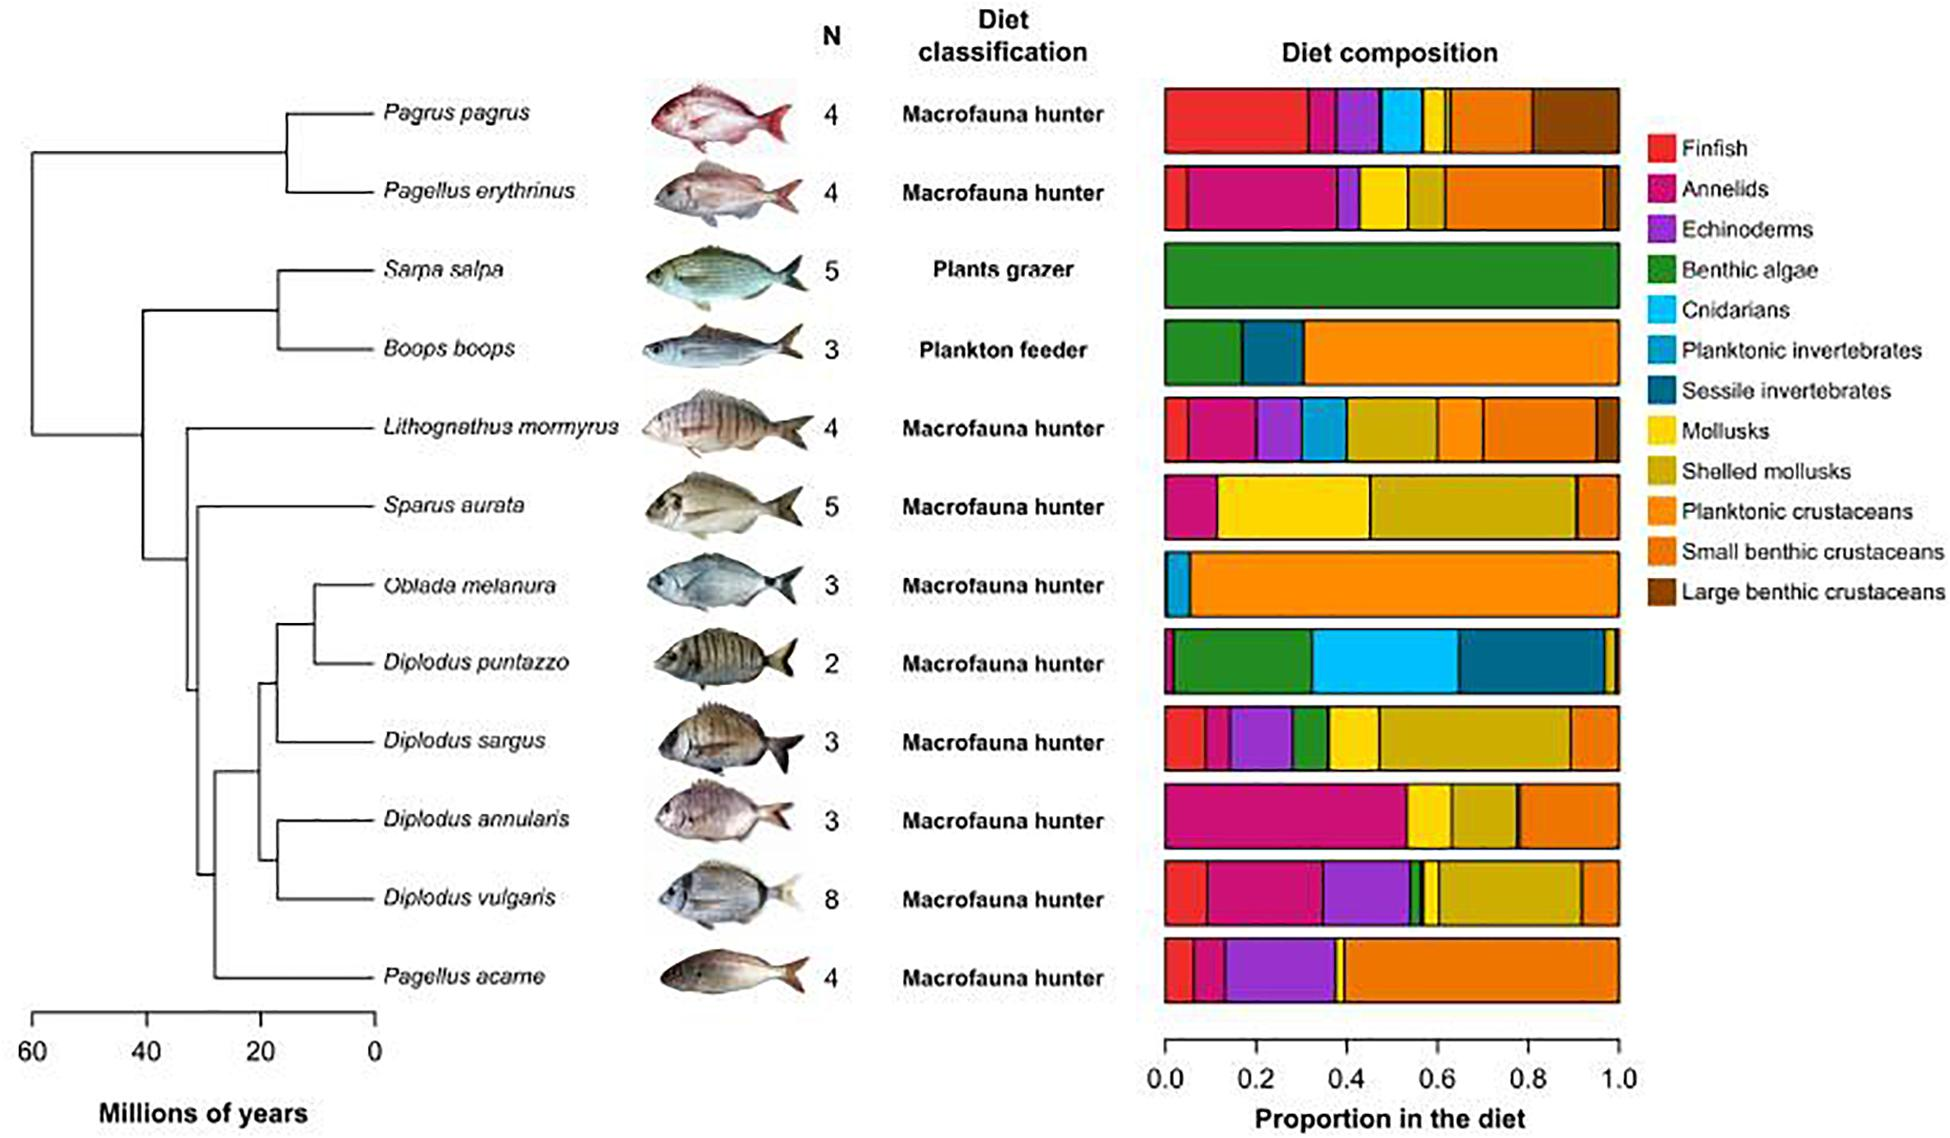 N
Diet
classification
Diet composition
Pagrus pagrus 4 Macrofauna hunter
Pagellus erythrinus 4 Macrofauna hunter
Sarpa salpa 5 Plants grazer
Boops boops 3 Plankton feeder
Lithognathus mormyrus 4 Macrofauna hunter
Sparus aurata 5 Macrofauna hunter
Oblada melanura 3 Macrofauna hunter
Diplodus puntazzo 2 Macrofauna hunter
Diplodus sargus 3 Macrofauna hunter
Diplodus annularis 3 Macrofauna hunter
Diplodus vulgaris 8 Macrofauna hunter
Pagellus acarne 4 Macrofauna hunter
Finfish
Annelids
Echinoderms
Benthic algae
Cnidarians
Planktonic invertebrates
Sessile invertebrates
Mollusks
Shelled mollusks
Planktonic crustaceans
Small benthic crustaceans
Large benthic crustaceans
60 40 20 0
Millions of years
0.0 0.2 0.4 0.6 0.8 1.0
Proportion in the diet